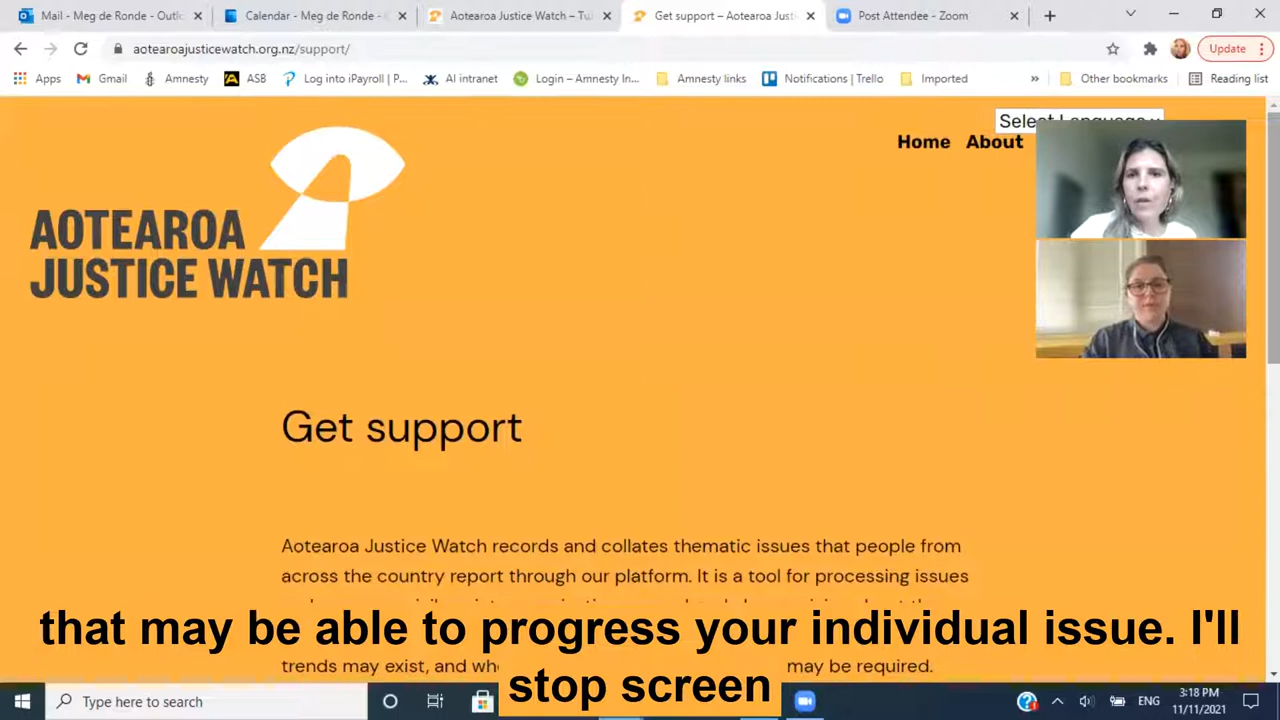 Mail - Meg de Ronde - Outlo
Calendar - Meg de Ronde -
Aotearoa Justice Watch – Tu
Get support – Aotearoa Justi
Post Attendee - Zoom
aotearoajusticewatch.org.nz/support/
Update
Apps
Gmail
Amnesty
ASB
Log into iPayroll | P...
AI intranet
Login – Amnesty In...
Amnesty links
Notifications | Trello
Imported
»
Other bookmarks
Reading list
Select Language
Home About
AOTEAROA
JUSTICE WATCH
Get support
Aotearoa Justice Watch records and collates thematic issues that people from
across the country report through our platform. It is a tool for processing issues
that may be able to progress your individual issue. I'll
trends may exist, and may be required.
stop screen
Type here to search
ENG
3:18 PM
11/11/2021